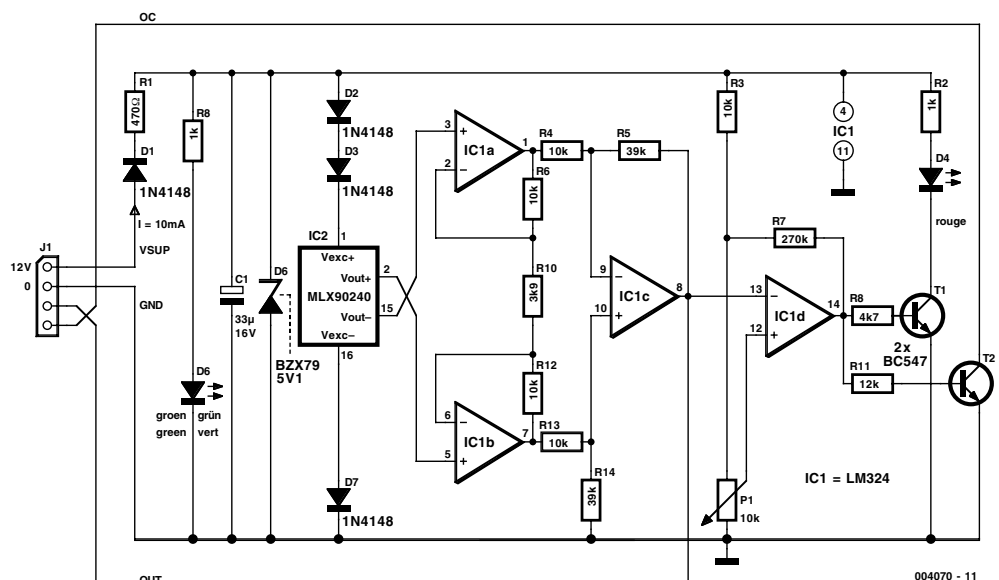 OC
R1
470Ω
R8
1k
D1
1N4148
I = 10mA
VSUP
J1
12V
0
GND
C1
33µ
16V
D6
BZX79
5V1
D6
groen
grün
green
vert
D2
1N4148
D3
1N4148
IC2
1
Vexc+
Vout+
MLX90240
Vout–
Vexc–
2
15
16
D7
1N4148
3
+
2
–
IC1a
1
R4
10k
R5
39k
R6
10k
R10
3k9
R12
10k
6
–
5
+
IC1b
7
R13
10k
R14
39k
9
–
10
+
IC1c
8
R3
10k
R7
270k
13
–
12
+
IC1d
14
R8
4k7
R11
12k
T1
2x
BC547
T2
4
IC1
11
R2
1k
D4
rouge
P1
10k
IC1 = LM324
OUT
004070 - 11